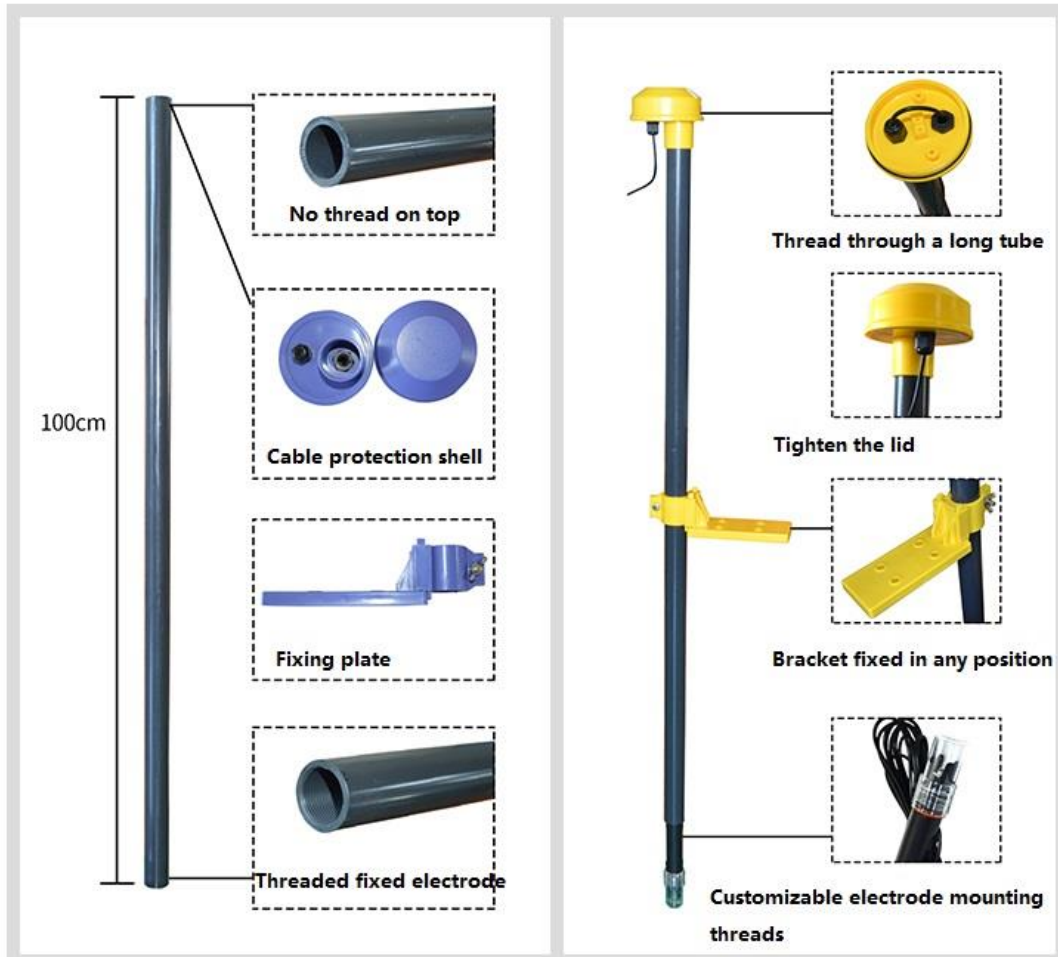 No thread on top
100cm
Cable protection shell
Fixing plate
Threaded fixed electrode
Thread through a long tube
Tighten the lid
Bracket fixed in any position
Customizable electrode mounting
threads